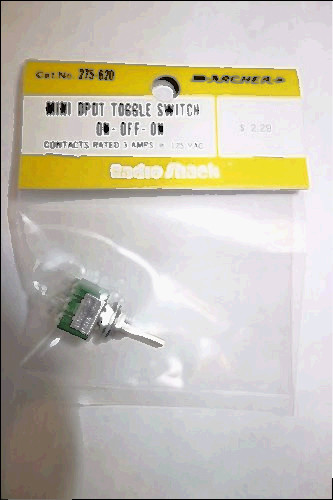 Cat. No. 275-620
ARCHER
MINI DPDT TOGGLE SWITCH
ON-OFF-ON
$ 2.29
CONTACTS RATED 3 AMPS 125 VAC
Radio Shack